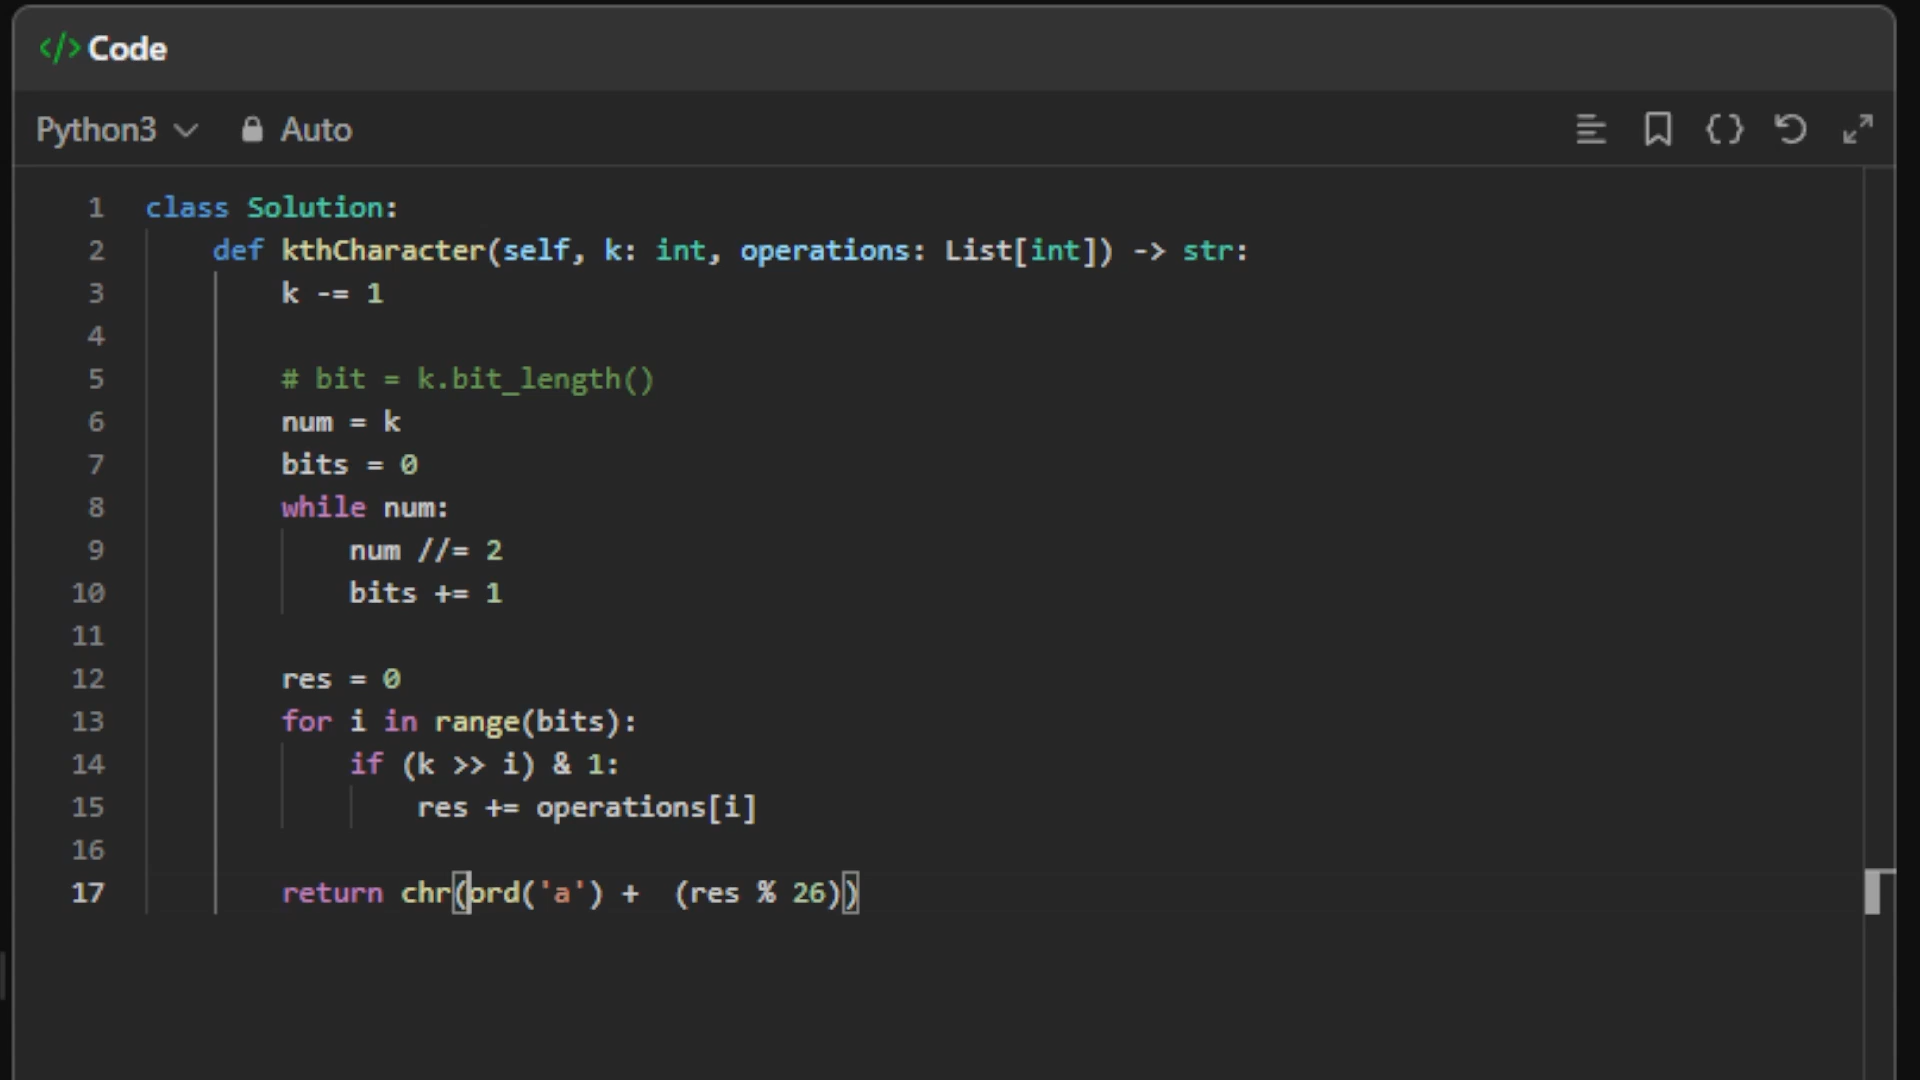 </> Code
Python3 Auto
1 class Solution:
2     def kthCharacter(self, k: int, operations: List[int]) -> str:
3         k -= 1
4
5         # bit = k.bit_length()
6         num = k
7         bits = 0
8         while num:
9             num //= 2
10             bits += 1
11
12         res = 0
13         for i in range(bits):
14             if (k >> i) & 1:
15                 res += operations[i]
16
17         return chr(ord('a') +  (res % 26))